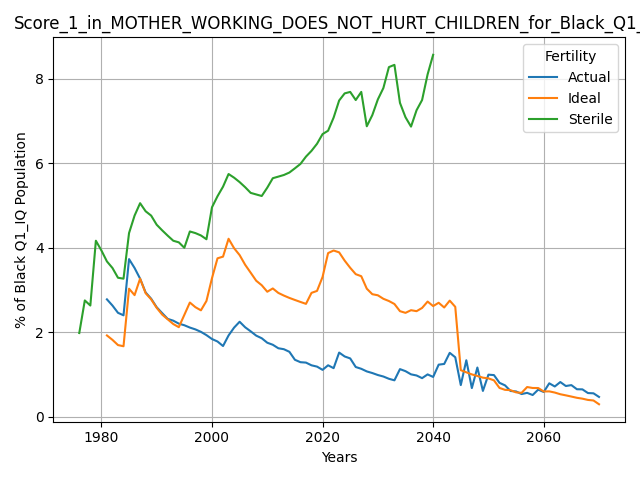 Score_1_in_MOTHER_WORKING_DOES_NOT_HURT_CHILDREN_for_Black_Q1_
Fertility
Actual
Ideal
Sterile
% of Black Q1_IQ Population
8
6
4
2
0
1980 2000 2020 2040 2060
Years